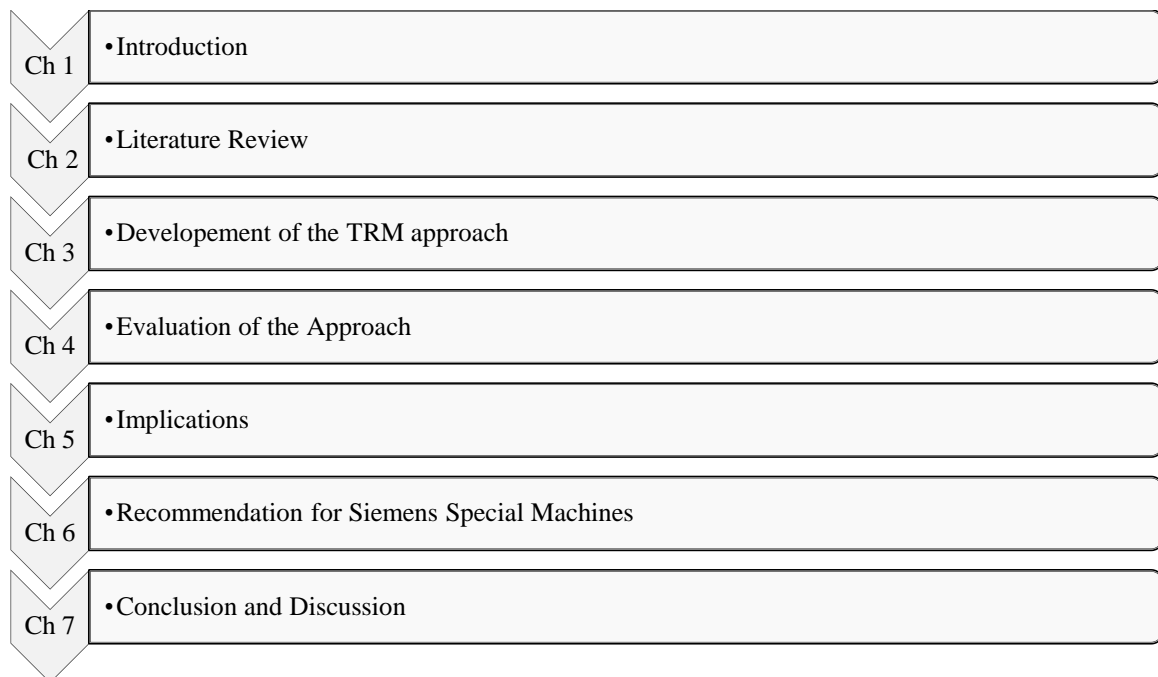 Ch 1
•Introduction
Ch 2
•Literature Review
Ch 3
•Developement of the TRM approach
Ch 4
•Evaluation of the Approach
Ch 5
•Implications
Ch 6
•Recommendation for Siemens Special Machines
Ch 7
•Conclusion and Discussion